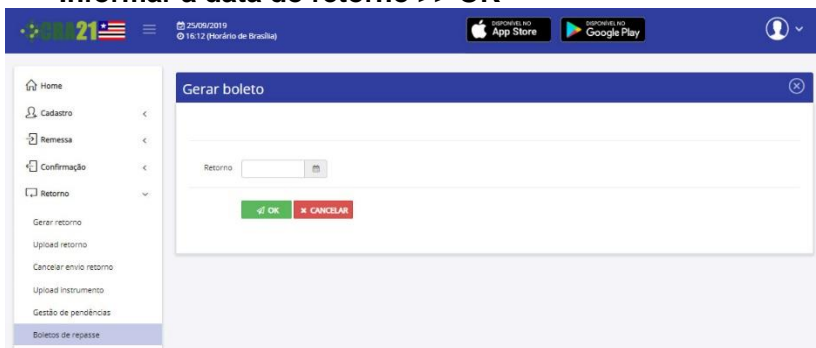 Informar a data do retorno >> OK
CRA21
25/09/2019
16:12 (Horário de Brasília)
DISPONÍVEL NO
App Store
DISPONÍVEL NO
Google Play
Home
Cadastro
Remessa
Confirmação
Retorno
Gerar retorno
Upload retorno
Cancelar envio retorno
Upload instrumento
Gestão de pendências
Boletos de repasse
Gerar boleto
Retorno
OK
CANCELAR